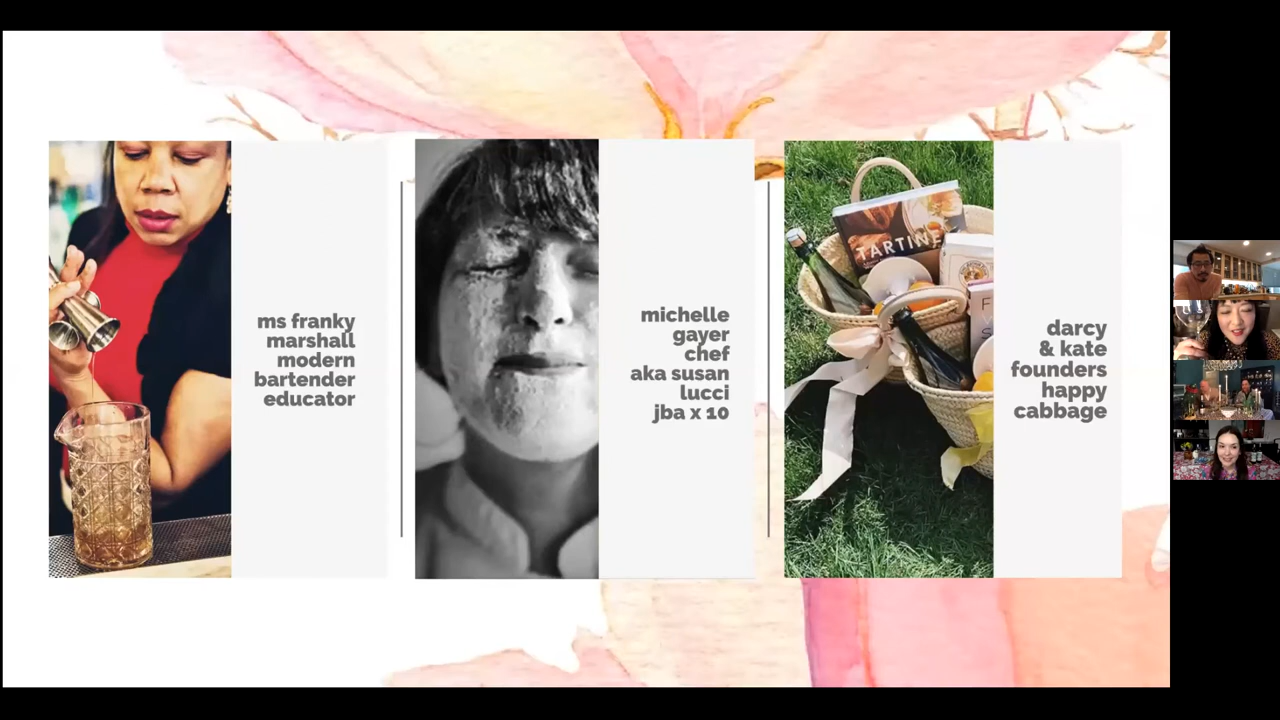 ms franky
marshall
modern
bartender
educator
michelle
gayer
chef
aka susan
lucci
jba x 10
TARTINE
darcy
& kate
founders
happy
cabbage